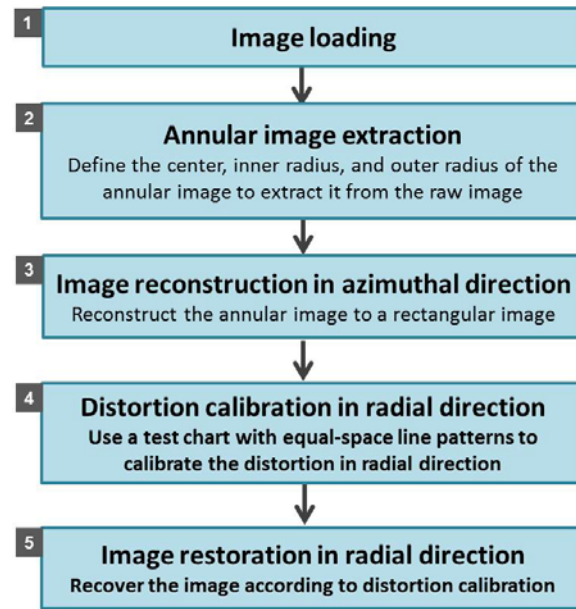 1
Image loading
2
Annular image extraction
Define the center, inner radius, and outer radius of the
annular image to extract it from the raw image
3
Image reconstruction in azimuthal direction
Reconstruct the annular image to a rectangular image
4
Distortion calibration in radial direction
Use a test chart with equal-space line patterns to
calibrate the distortion in radial direction
5
Image restoration in radial direction
Recover the image according to distortion calibration